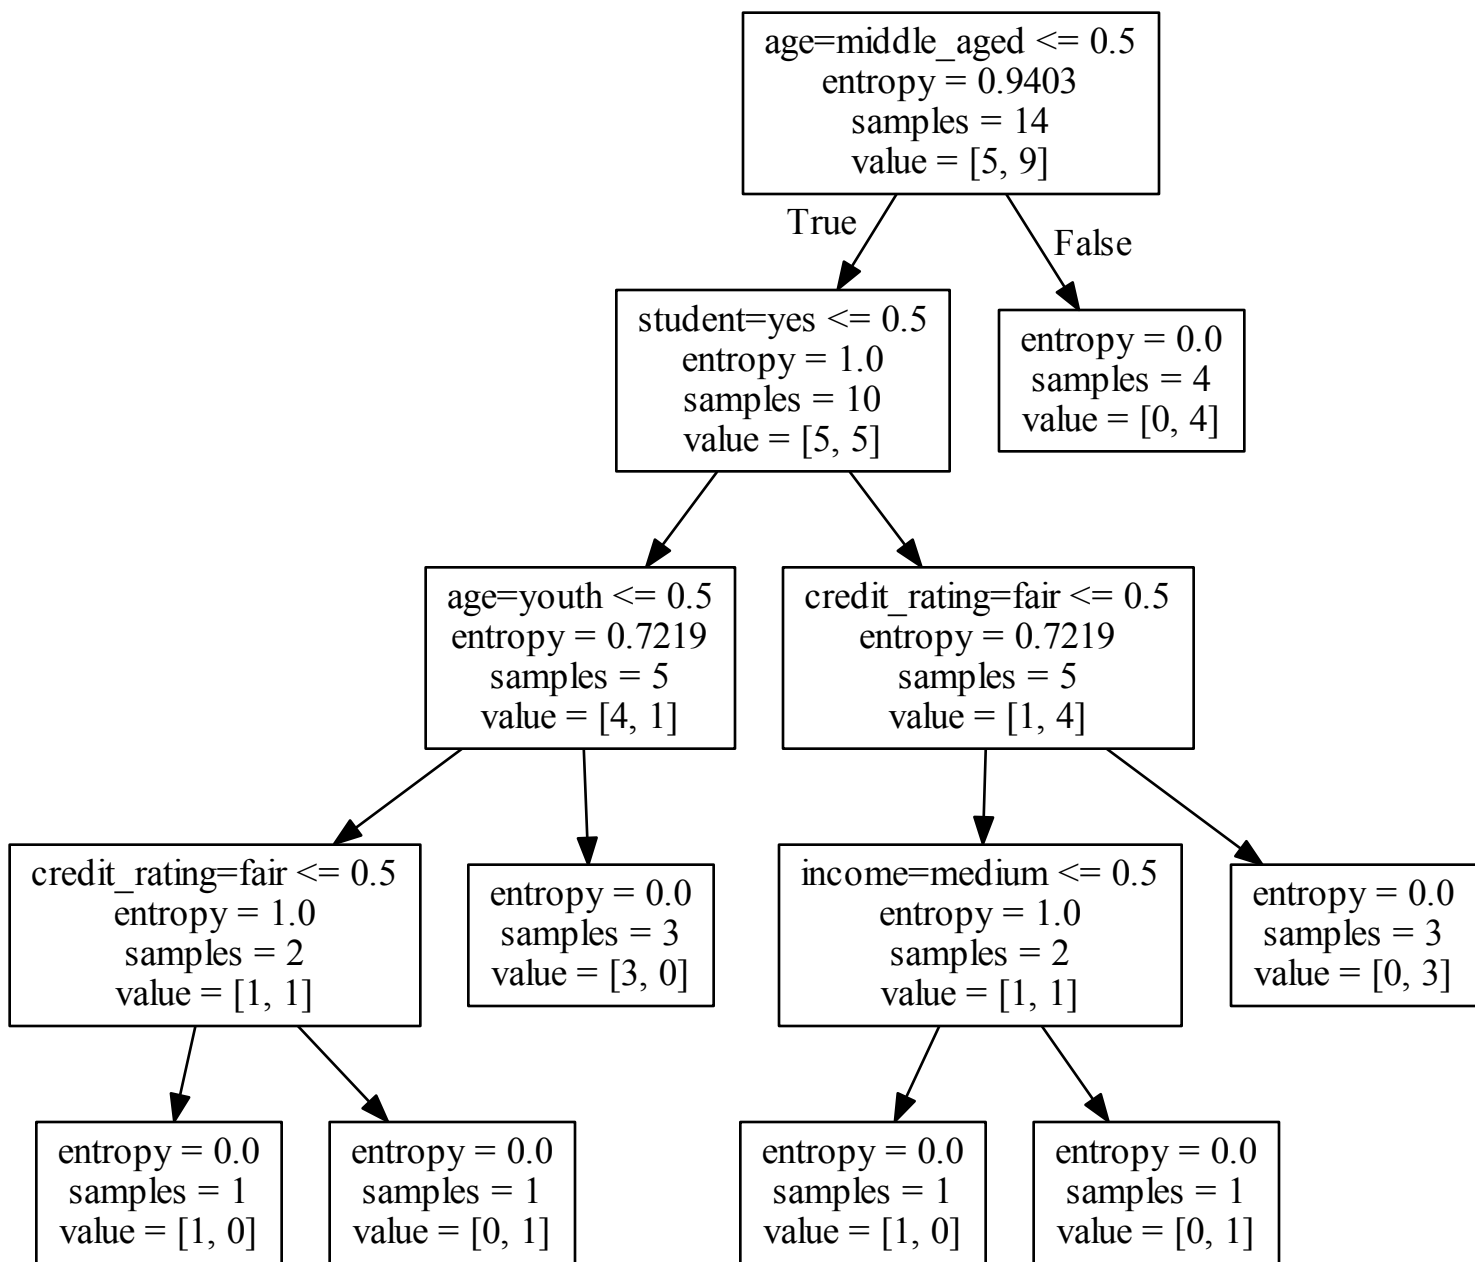 age=middle_aged <= 0.5
entropy = 0.9403
samples = 14
value = [5, 9]
True
False
student=yes <= 0.5
entropy = 1.0
samples = 10
value = [5, 5]
entropy = 0.0
samples = 4
value = [0, 4]
age=youth <= 0.5
entropy = 0.7219
samples = 5
value = [4, 1]
credit_rating=fair <= 0.5
entropy = 0.7219
samples = 5
value = [1, 4]
credit_rating=fair <= 0.5
entropy = 1.0
samples = 2
value = [1, 1]
entropy = 0.0
samples = 3
value = [3, 0]
income=medium <= 0.5
entropy = 1.0
samples = 2
value = [1, 1]
entropy = 0.0
samples = 3
value = [0, 3]
entropy = 0.0
samples = 1
value = [1, 0]
entropy = 0.0
samples = 1
value = [0, 1]
entropy = 0.0
samples = 1
value = [1, 0]
entropy = 0.0
samples = 1
value = [0, 1]